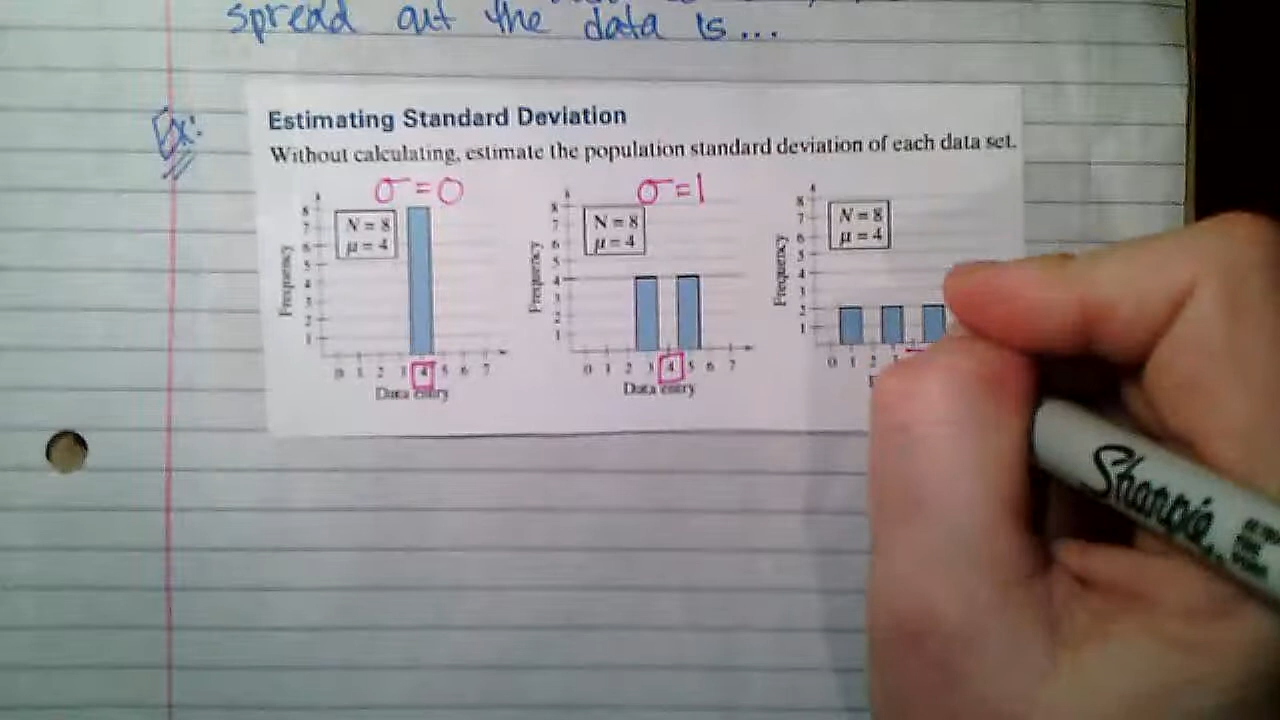 spread out the data is...
Ex:
Estimating Standard Deviation
Without calculating, estimate the population standard deviation of each data set.
σ = 0
σ = 1
N = 8
μ = 4
8
7
6
5
4
3
2
1
Frequency
0 1 2 3 4 5 6 7
Data entry
N = 8
μ = 4
8
7
6
5
4
3
2
1
Frequency
0 1 2 3 4 5 6 7
Data entry
N = 8
μ = 4
8
7
6
5
4
3
2
1
Frequency
0 1 2 3
D
Sharpie